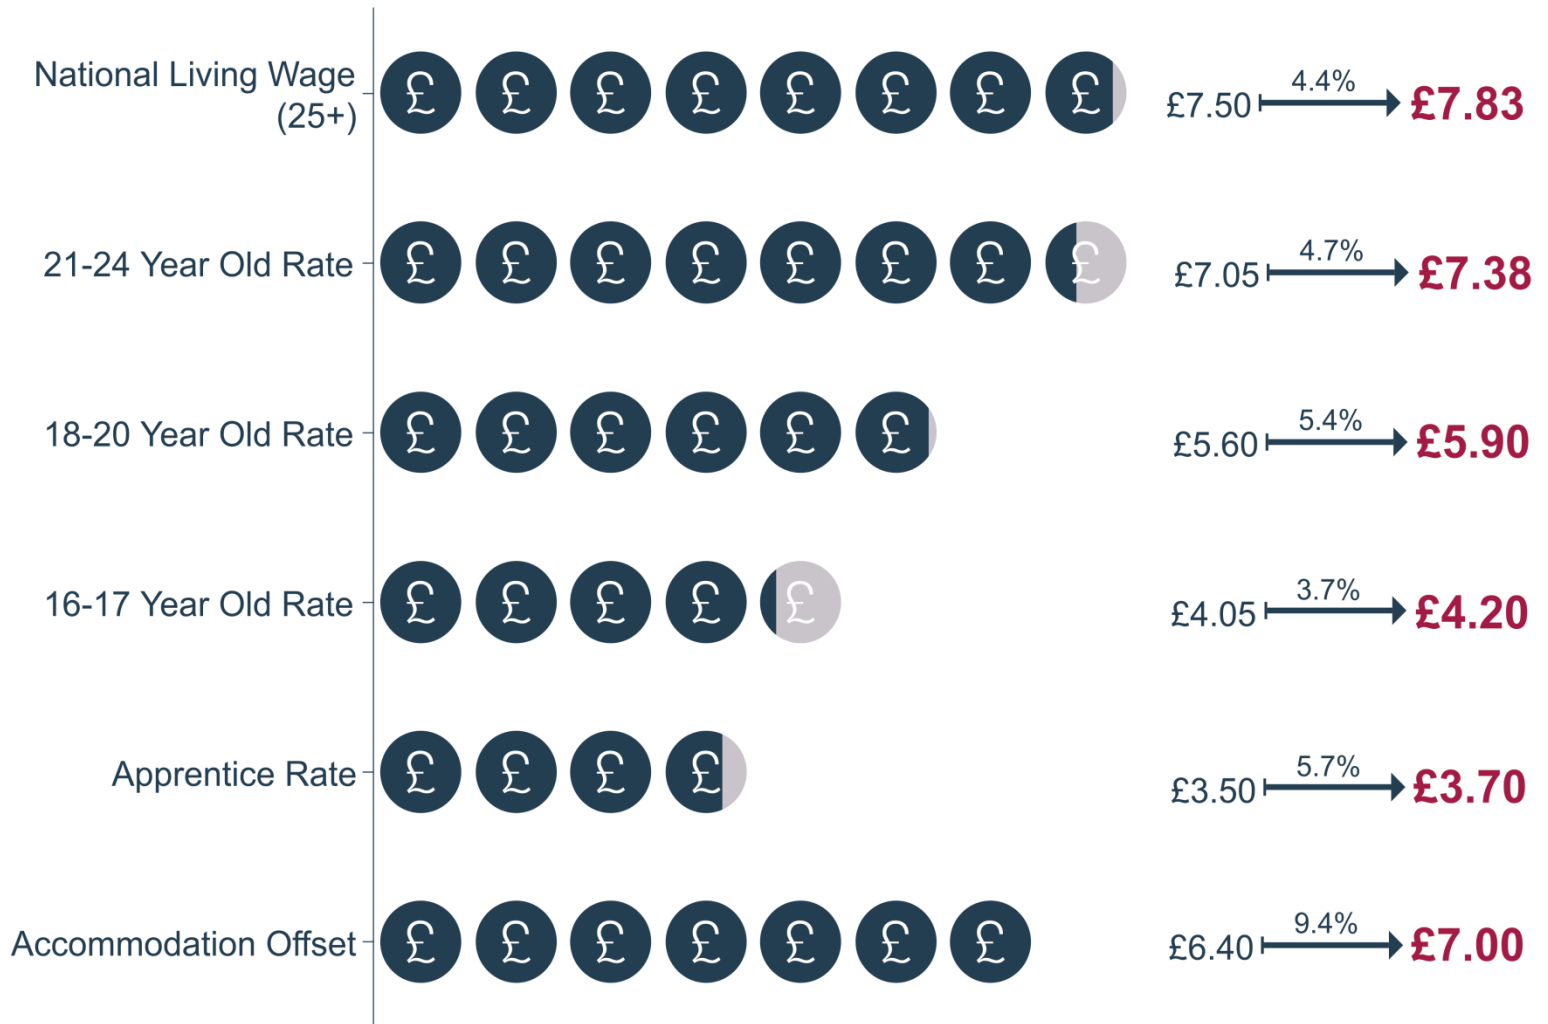 National Living Wage
(25+)
£ £ £ £ £ £ £ £
£7.50 4.4% £7.83
21-24 Year Old Rate
£ £ £ £ £ £ £ £
£7.05 4.7% £7.38
18-20 Year Old Rate
£ £ £ £ £ £
£5.60 5.4% £5.90
16-17 Year Old Rate
£ £ £ £ £
£4.05 3.7% £4.20
Apprentice Rate
£ £ £ £
£3.50 5.7% £3.70
Accommodation Offset
£ £ £ £ £ £ £
£6.40 9.4% £7.00